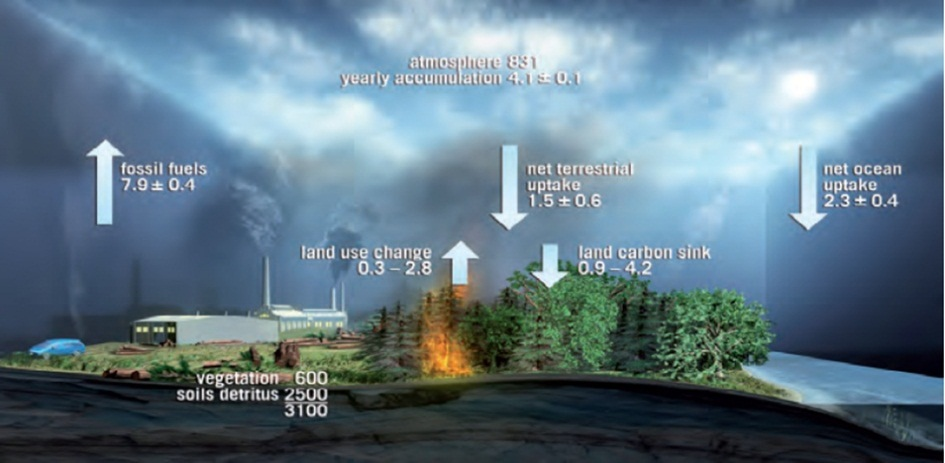 atmosphere 831
yearly accumulation 4.1 ± 0.1
fossil fuels
7.9 ± 0.4
net terrestrial
uptake
1.5 ± 0.6
net ocean
uptake
2.3 ± 0.4
land use change
0.3 – 2.8
land carbon sink
0.9 – 4.2
vegetation 600
soils detritus 2500
3100